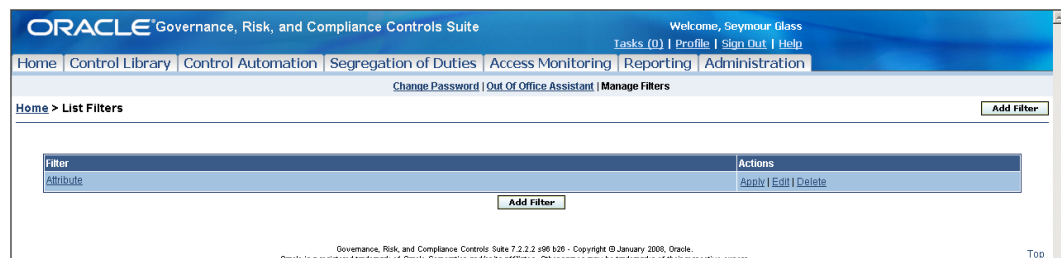 ORACLE® Governance, Risk, and Compliance Controls Suite
Welcome, Seymour Glass
Tasks (0) | Profile | Sign Out | Help
Home | Control Library | Control Automation | Segregation of Duties | Access Monitoring | Reporting | Administration
Change Password | Out Of Office Assistant | Manage Filters
Home > List Filters
Add Filter
Filter Actions
Attribute Apply | Edit | Delete
Add Filter
Governance, Risk, and Compliance Controls Suite 7.2.2.2 s96 b26 - Copyright © January 2008, Oracle.
Top